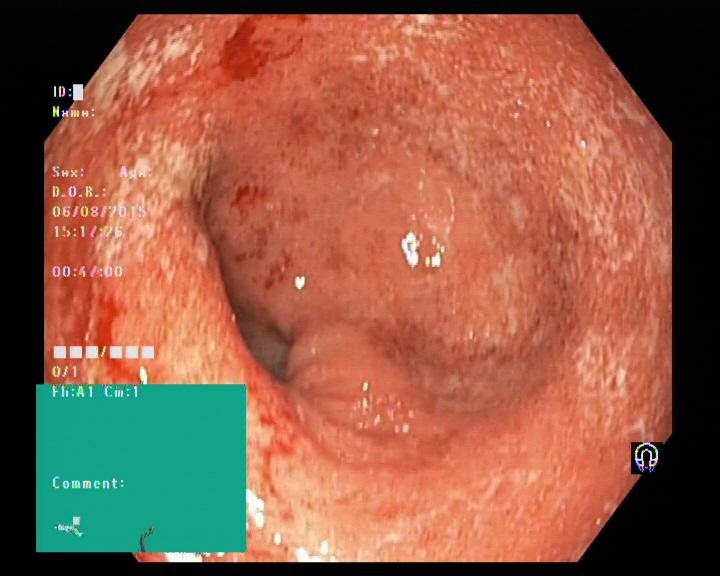 ID:
Name:
Sex: Age:
D.O.B.:
06/08/2015
15:17:26
00:47:00
0/1
Eh:A1 Cm:1
Comment: